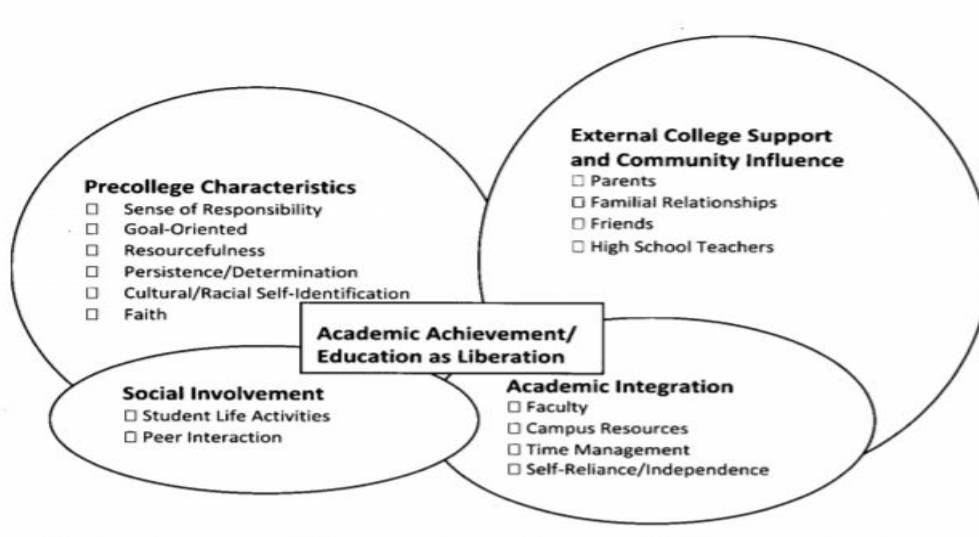 External College Support
and Community Influence
☐ Parents
☐ Familial Relationships
☐ Friends
☐ High School Teachers
Precollege Characteristics
☐ Sense of Responsibility
☐ Goal-Oriented
☐ Resourcefulness
☐ Persistence/Determination
☐ Cultural/Racial Self-Identification
☐ Faith
Academic Achievement/
Education as Liberation
Social Involvement
☐ Student Life Activities
☐ Peer Interaction
Academic Integration
☐ Faculty
☐ Campus Resources
☐ Time Management
☐ Self-Reliance/Independence